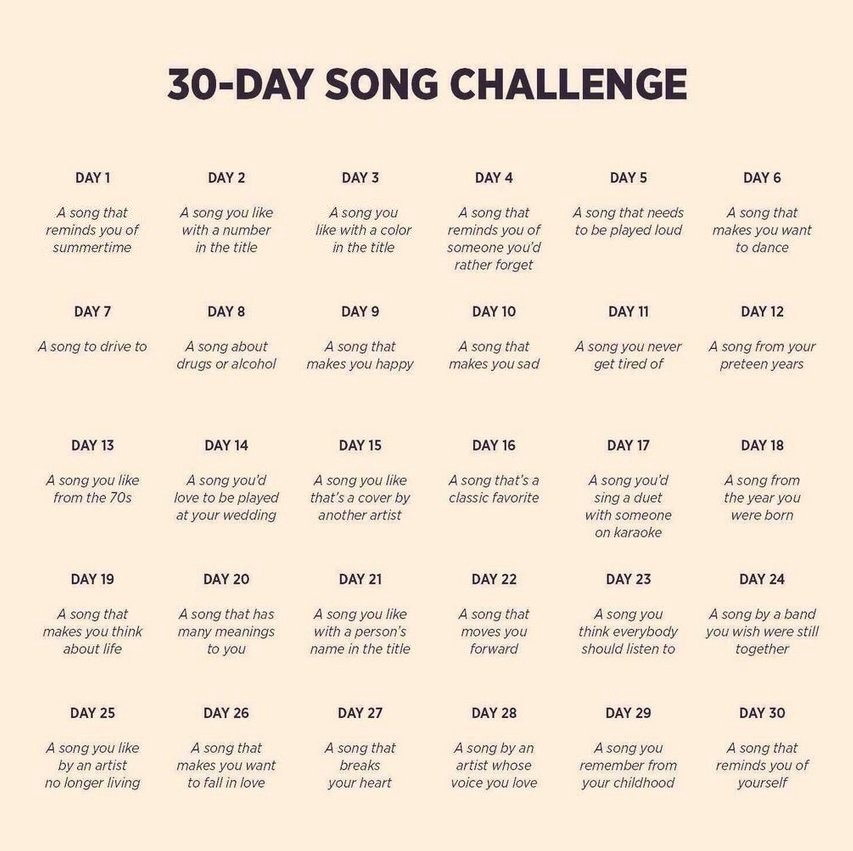 30-DAY SONG CHALLENGE
DAY 1
A song that
reminds you of
summertime
DAY 2
A song you like
with a number
in the title
DAY 3
A song you
like with a color
in the title
DAY 4
A song that
reminds you of
someone you'd
rather forget
DAY 5
A song that needs
to be played loud
DAY 6
A song that
makes you want
to dance
DAY 7
A song to drive to
DAY 8
A song about
drugs or alcohol
DAY 9
A song that
makes you happy
DAY 10
A song that
makes you sad
DAY 11
A song you never
get tired of
DAY 12
A song from your
preteen years
DAY 13
A song you like
from the 70s
DAY 14
A song you'd
love to be played
at your wedding
DAY 15
A song you like
that's a cover by
another artist
DAY 16
A song that's a
classic favorite
DAY 17
A song you'd
sing a duet
with someone
on karaoke
DAY 18
A song from
the year you
were born
DAY 19
A song that
makes you think
about life
DAY 20
A song that has
many meanings
to you
DAY 21
A song you like
with a person's
name in the title
DAY 22
A song that
moves you
forward
DAY 23
A song you
think everybody
should listen to
DAY 24
A song by a band
you wish were still
together
DAY 25
A song you like
by an artist
no longer living
DAY 26
A song that
makes you want
to fall in love
DAY 27
A song that
breaks
your heart
DAY 28
A song by an
artist whose
voice you love
DAY 29
A song you
remember from
your childhood
DAY 30
A song that
reminds you of
yourself